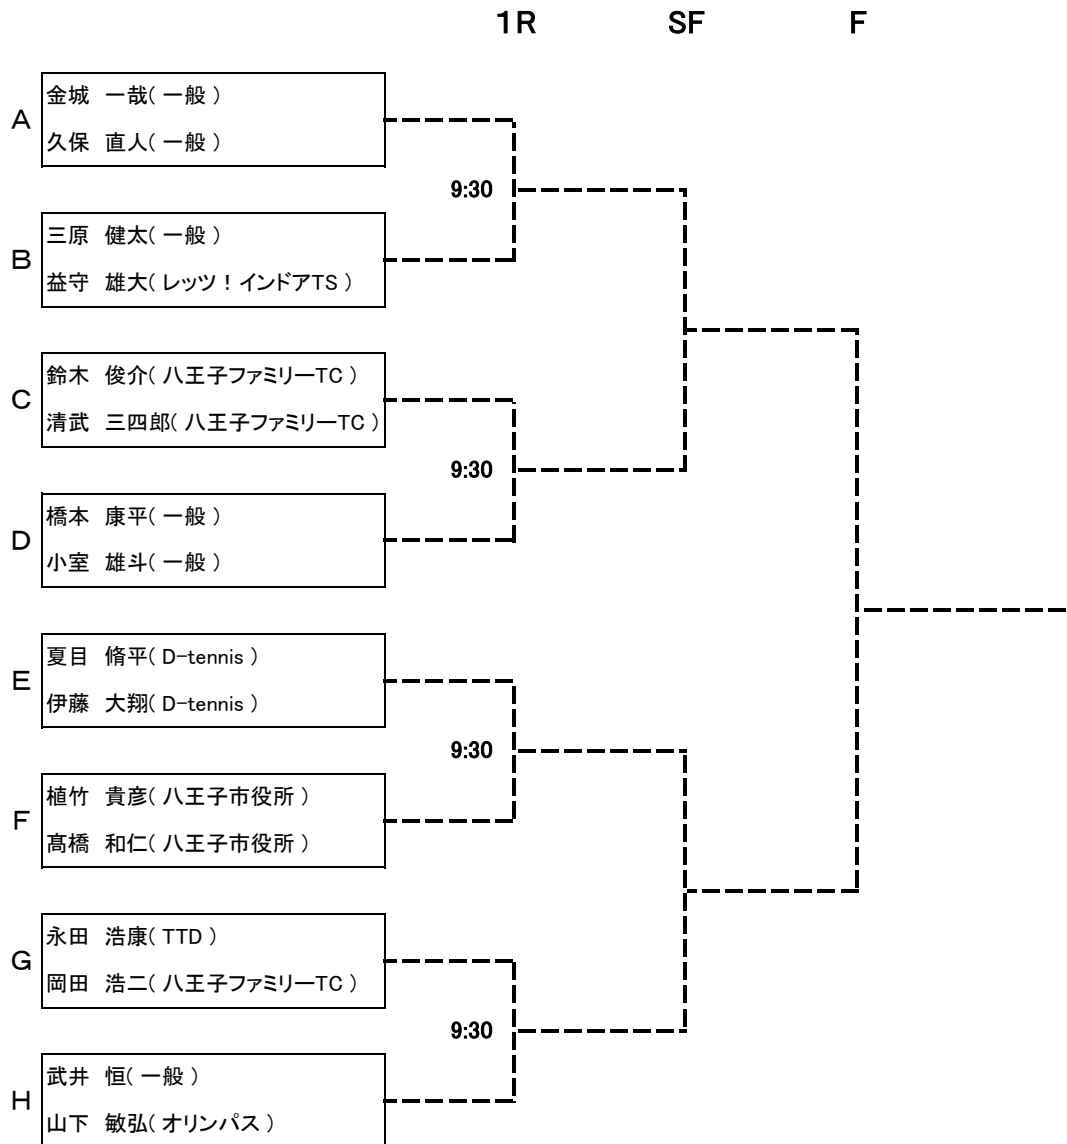 1R SF F
A
金城 一哉( 一般 )
久保 直人( 一般 )
9:30
B
三原 健太( 一般 )
益守 雄大( レッツ！インドアTS )
C
鈴木 俊介( 八王子ファミリーTC )
清武 三四郎( 八王子ファミリーTC )
9:30
D
橋本 康平( 一般 )
小室 雄斗( 一般 )
E
夏目 脩平( D-tennis )
伊藤 大翔( D-tennis )
9:30
F
植竹 貴彦( 八王子市役所 )
髙橋 和仁( 八王子市役所 )
G
永田 浩康( TTD )
岡田 浩二( 八王子ファミリーTC )
9:30
H
武井 恒( 一般 )
山下 敏弘( オリンパス )